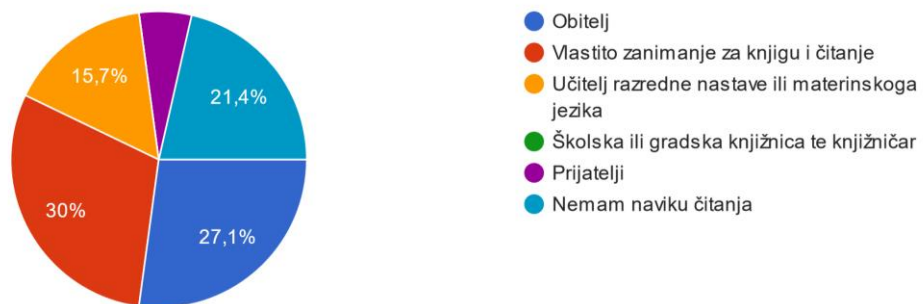 15,7%
21,4%
30%
27,1%
Obitelj
Vlastito zanimanje za knjigu i čitanje
Učitelj razredne nastave ili materinskoga
jezika
Školska ili gradska knjižnica te knjižničar
Prijatelji
Nemam naviku čitanja